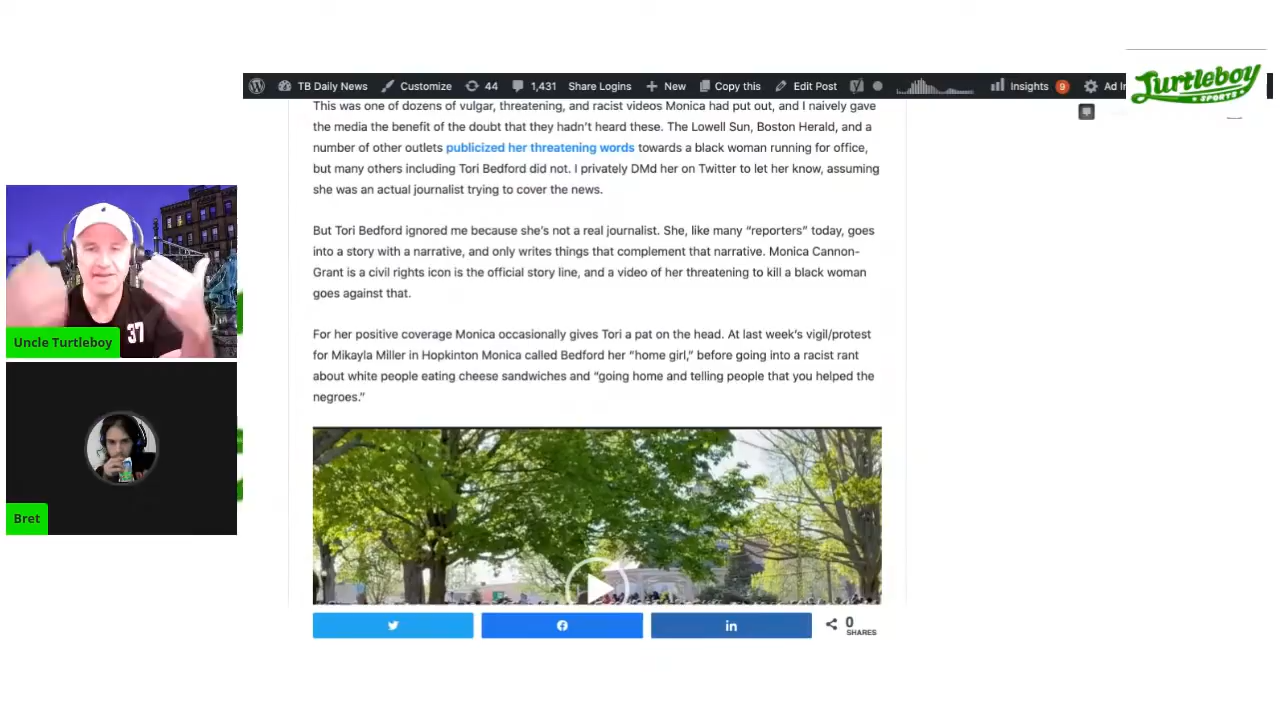 TB Daily News Customize 44 1,431 Share Logins New Copy this Edit Post Insights 9 Ad In
Turtleboy
SPORTS
This was one of dozens of vulgar, threatening, and racist videos Monica had put out, and I naively gave
the media the benefit of the doubt that they hadn't heard these. The Lowell Sun, Boston Herald, and a
number of other outlets publicized her threatening words towards a black woman running for office,
but many others including Tori Bedford did not. I privately DMd her on Twitter to let her know, assuming
she was an actual journalist trying to cover the news.
But Tori Bedford ignored me because she's not a real journalist. She, like many “reporters” today, goes
into a story with a narrative, and only writes things that complement that narrative. Monica Cannon-
Grant is a civil rights icon is the official story line, and a video of her threatening to kill a black woman
goes against that.
For her positive coverage Monica occasionally gives Tori a pat on the head. At last week's vigil/protest
for Mikayla Miller in Hopkinton Monica called Bedford her “home girl,” before going into a racist rant
about white people eating cheese sandwiches and “going home and telling people that you helped the
negroes.”
37
Uncle Turtleboy
Bret
0
SHARES